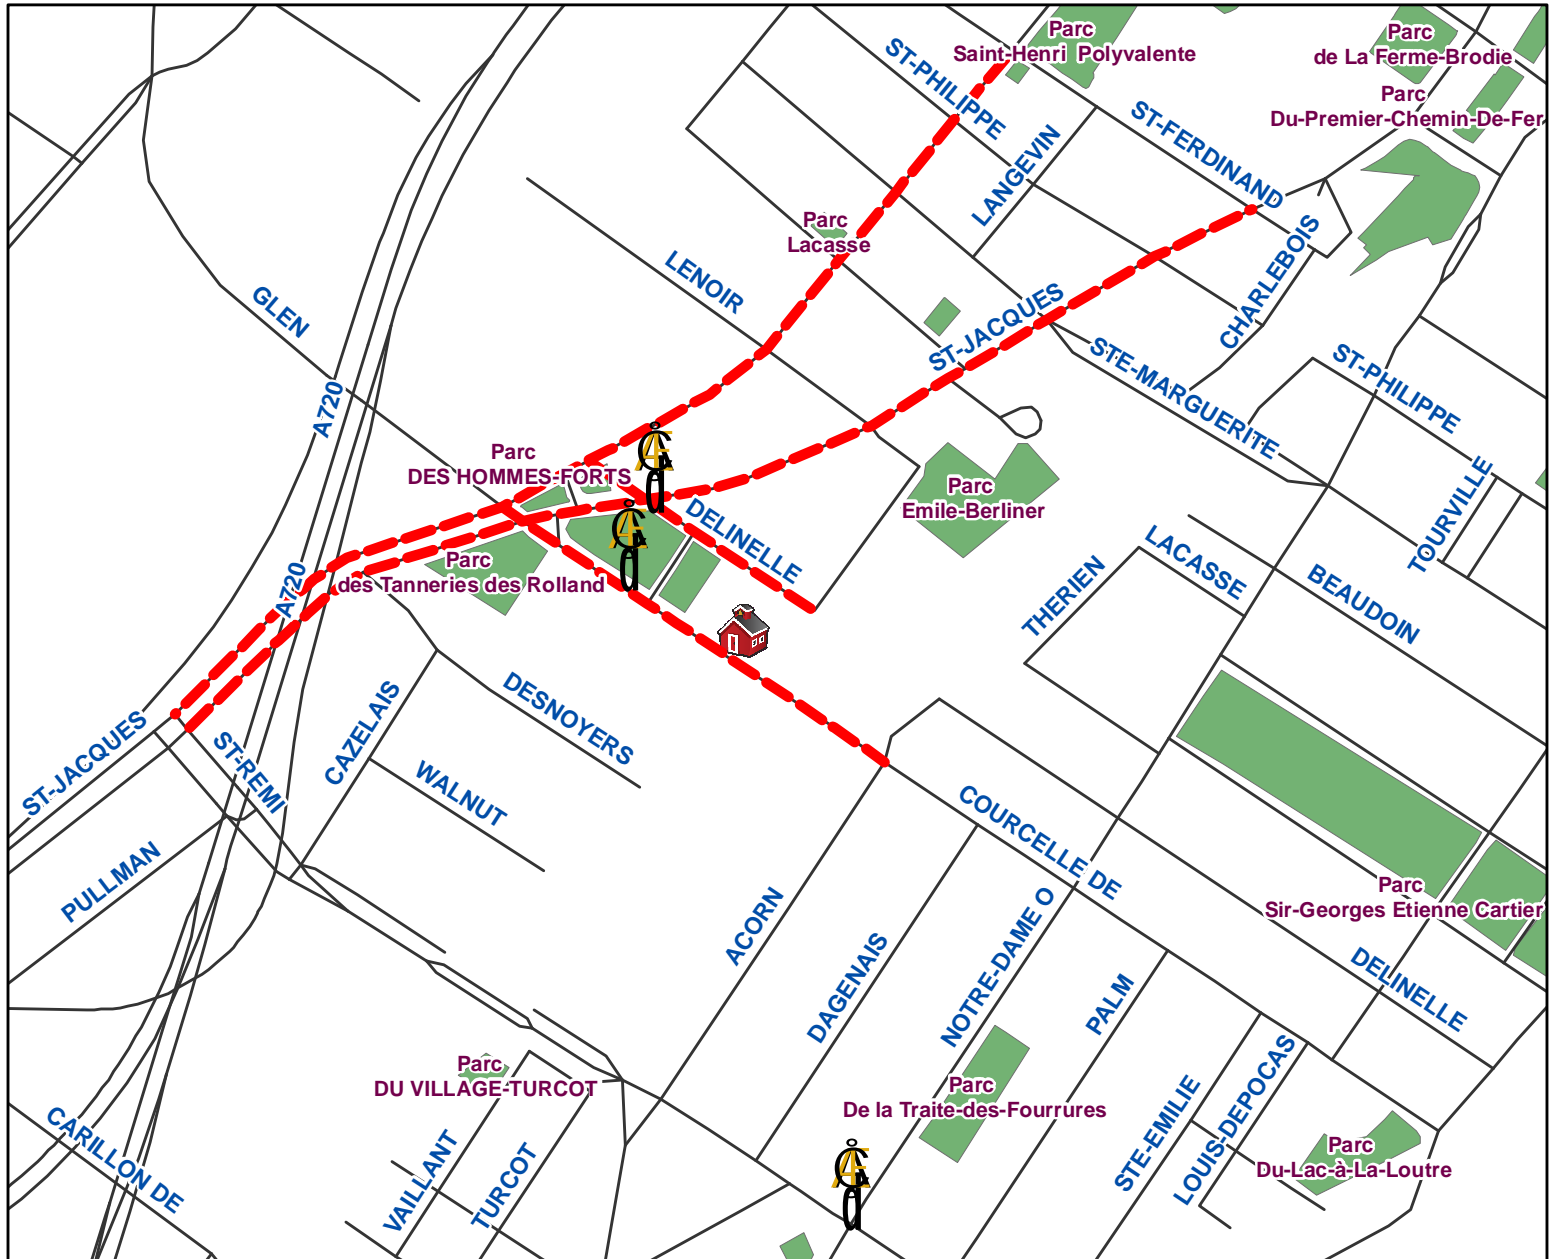 Parc
Saint-Henri Polyvalente
Parc
de La Ferme-Brodie
ST-PHILIPPE
Parc
Du-Premier-Chemin-De-Fer
ST-FERDINAND
LANGEVIN
Parc
Lacasse
LENOIR
CHARLEBOIS
GLEN
ST-JACQUES
STE-MARGUERITE
ST-PHILIPPE
A720
Parc
DES HOMMES-FORTS
Parc
Emile-Berliner
TOURVILLE
DELINELLE
Parc
des Tanneries des Rolland
A720
LACASSE
THERIEN
BEAUDOIN
DESNOYERS
CAZELAIS
ST-JACQUES
ST-REMI
WALNUT
COURCELLE DE
PULLMAN
Parc
Sir-Georges Etienne Cartier
ACORN
DAGENAIS
NOTRE-DAME O
PALM
DELINELLE
Parc
DU VILLAGE-TURCOT
Parc
De la Traite-des-Fourrures
STE-EMILIE
LOUIS-DEPOCAS
CARILLON DE
VAILLANT
TURCOT
Parc
Du-Lac-à-La-Loutre